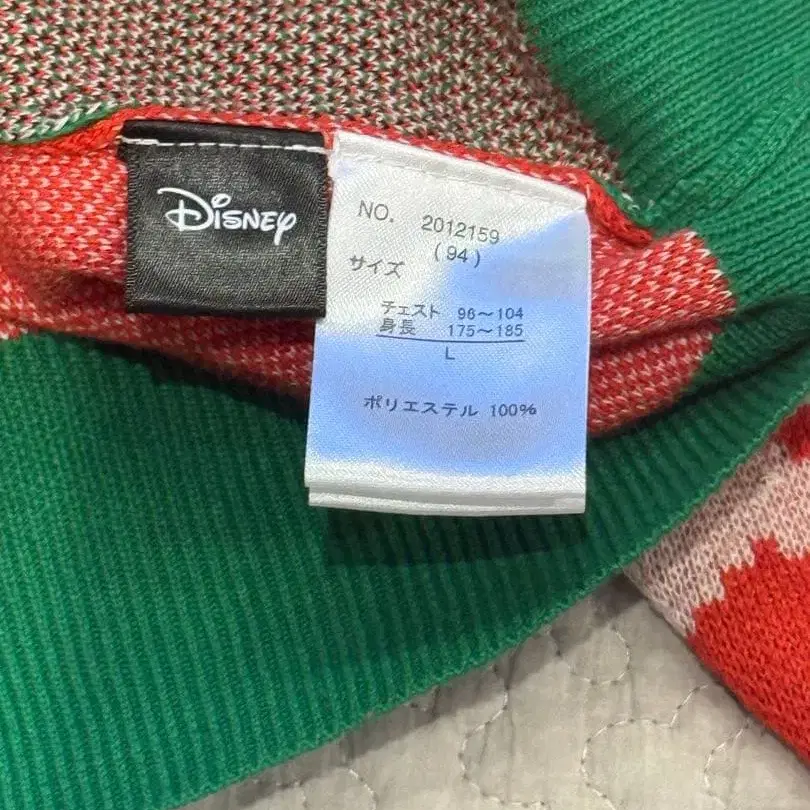 Disney
NO. 2012159
(94)
サイズ
チェスト 96〜104
身長 175〜185
L
ポリエステル 100%